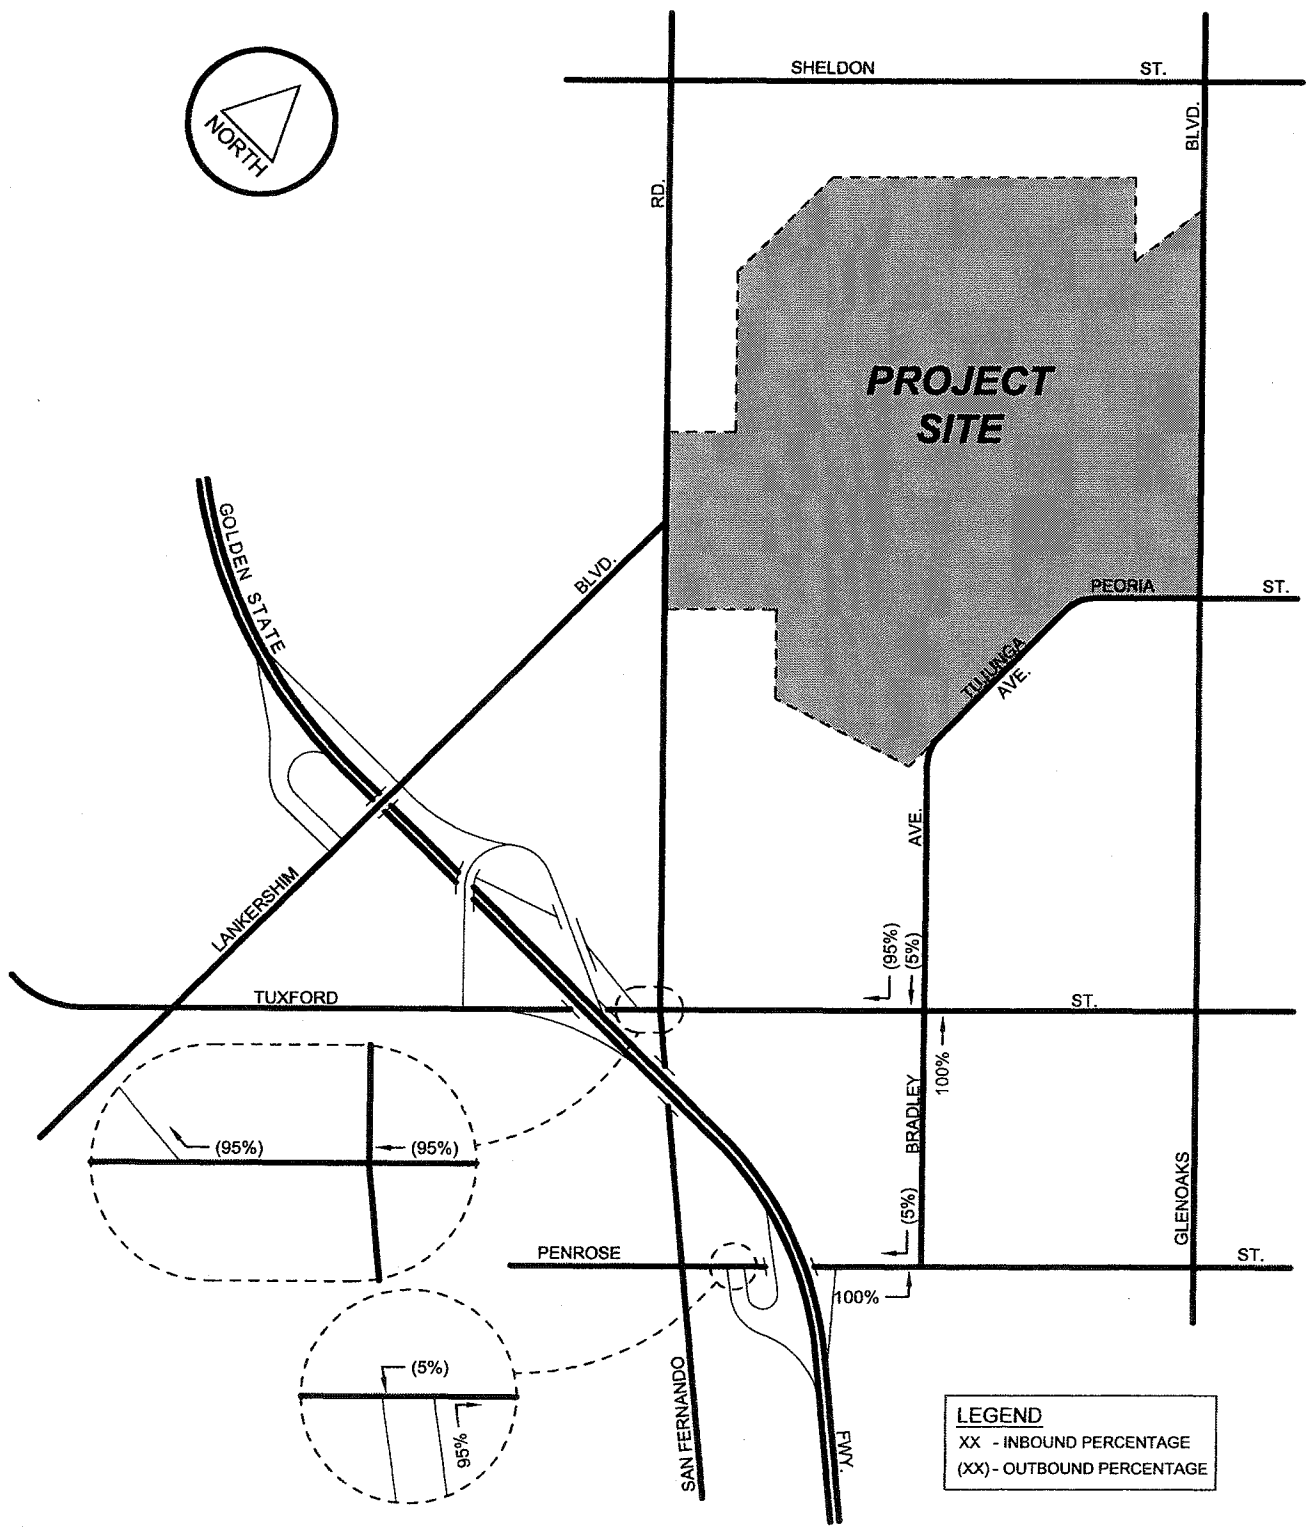 SHELDON ST.
NORTH
RD.
BLVD.
PROJECT
SITE
GOLDEN STATE
BLVD.
PEORIA ST.
TUJUNGA
AVE.
AVE.
LANKERSHIM
(95%)
(5%)
TUXFORD ST.
100%
BRADLEY
(95%) (95%)
(5%)
GLENOAKS
PENROSE ST.
100%
(5%)
95%
SAN FERNANDO
FWY.
LEGEND
XX - INBOUND PERCENTAGE
(XX) - OUTBOUND PERCENTAGE